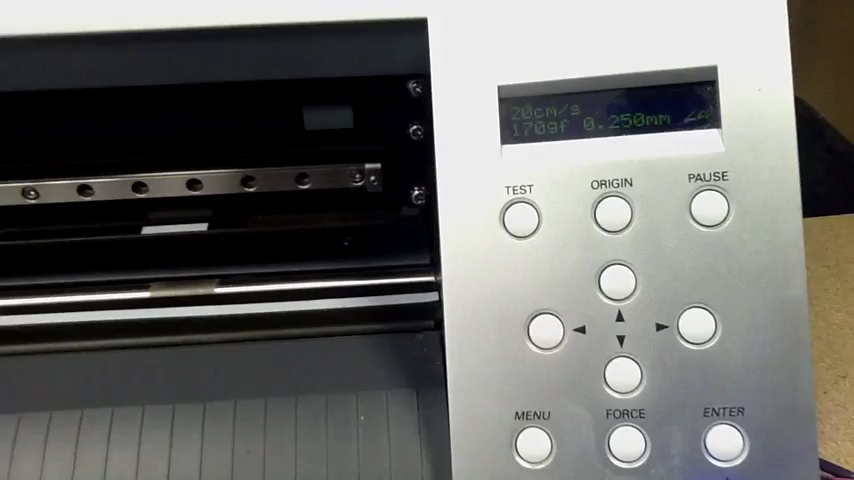 20cm/s
170gf 0.250mm
TEST ORIGIN PAUSE
MENU FORCE ENTER